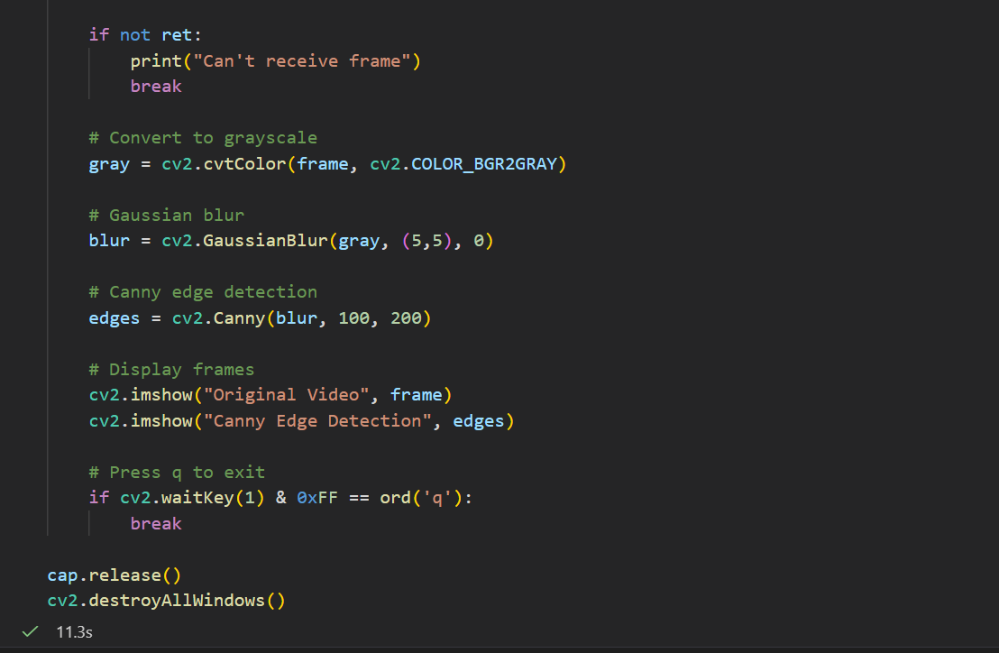 if not ret:
print("Can't receive frame")
break
# Convert to grayscale
gray = cv2.cvtColor(frame, cv2.COLOR_BGR2GRAY)
# Gaussian blur
blur = cv2.GaussianBlur(gray, (5,5), 0)
# Canny edge detection
edges = cv2.Canny(blur, 100, 200)
# Display frames
cv2.imshow("Original Video", frame)
cv2.imshow("Canny Edge Detection", edges)
# Press q to exit
if cv2.waitKey(1) & 0xFF == ord('q'):
break
cap.release()
cv2.destroyAllWindows()
11.3s